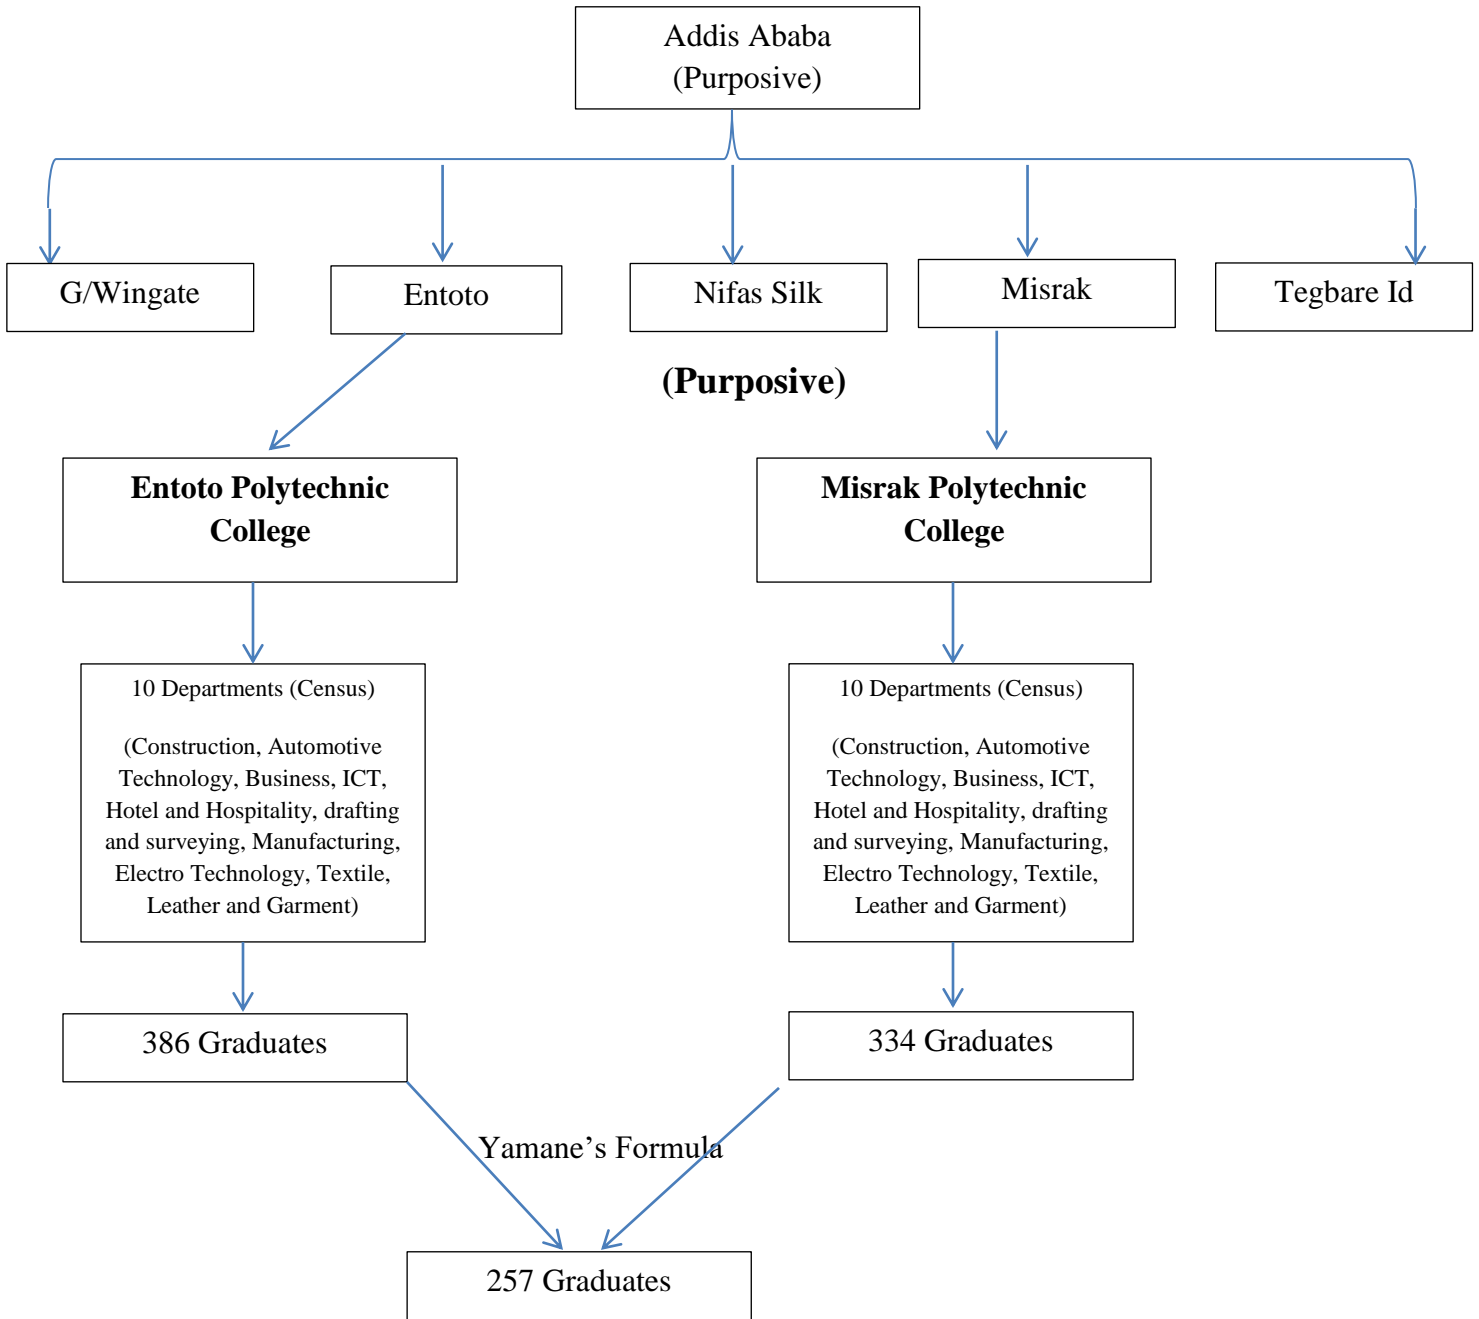 Addis Ababa
(Purposive)
G/Wingate
Entoto
Nifas Silk
Misrak
Tegbare Id
(Purposive)
Entoto Polytechnic
College
Misrak Polytechnic
College
10 Departments (Census)
(Construction, Automotive
Technology, Business, ICT,
Hotel and Hospitality, drafting
and surveying, Manufacturing,
Electro Technology, Textile,
Leather and Garment)
10 Departments (Census)
(Construction, Automotive
Technology, Business, ICT,
Hotel and Hospitality, drafting
and surveying, Manufacturing,
Electro Technology, Textile,
Leather and Garment)
386 Graduates
334 Graduates
Yamane’s Formula
257 Graduates